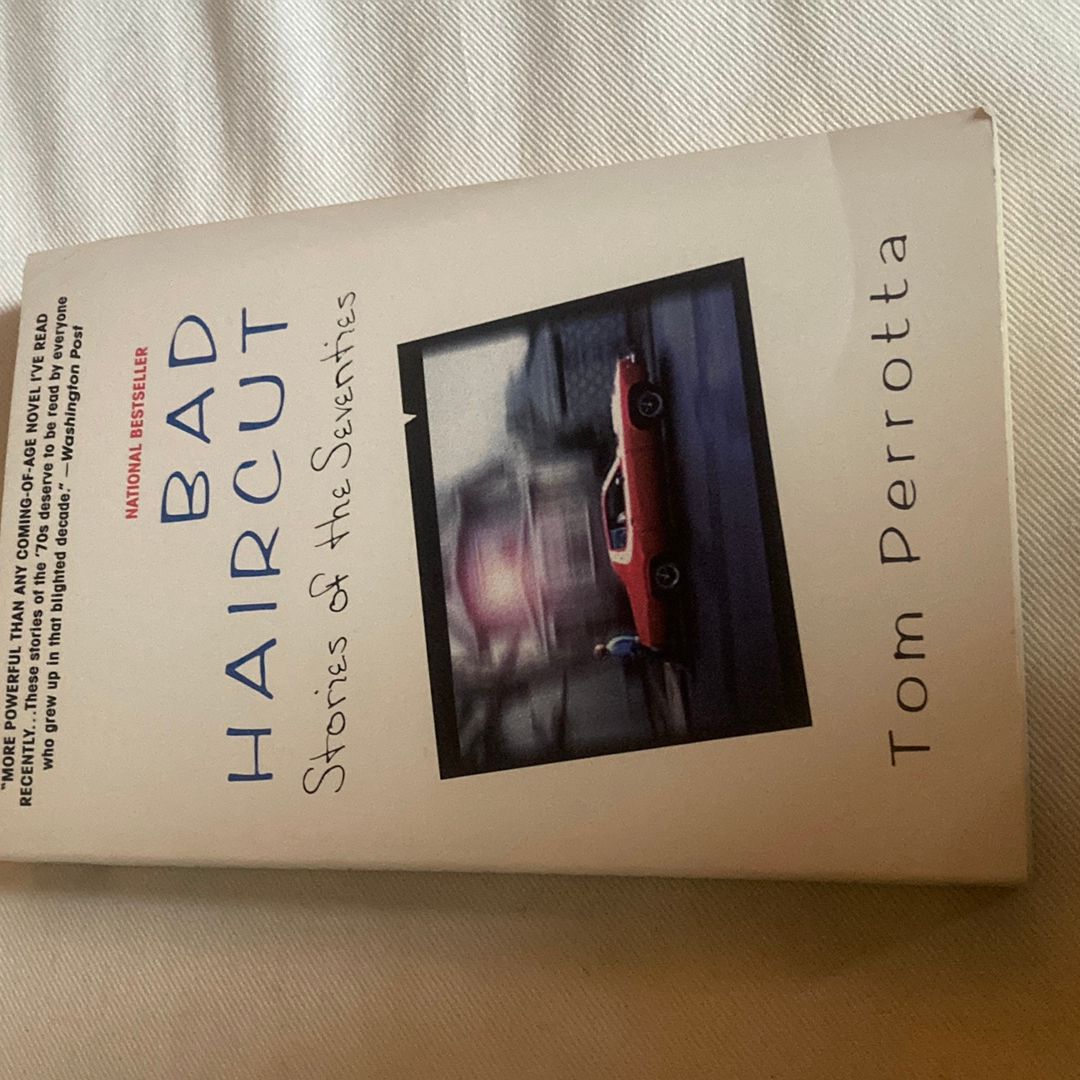 "MORE POWERFUL THAN ANY COMING-OF-AGE NOVEL I'VE READ
RECENTLY...These stories of the '70s deserve to be read by everyone
who grew up in that blighted decade." —Washington Post
NATIONAL BESTSELLER
BAD
HAIRCUT
Stories of the Seventies
Tom Perrotta